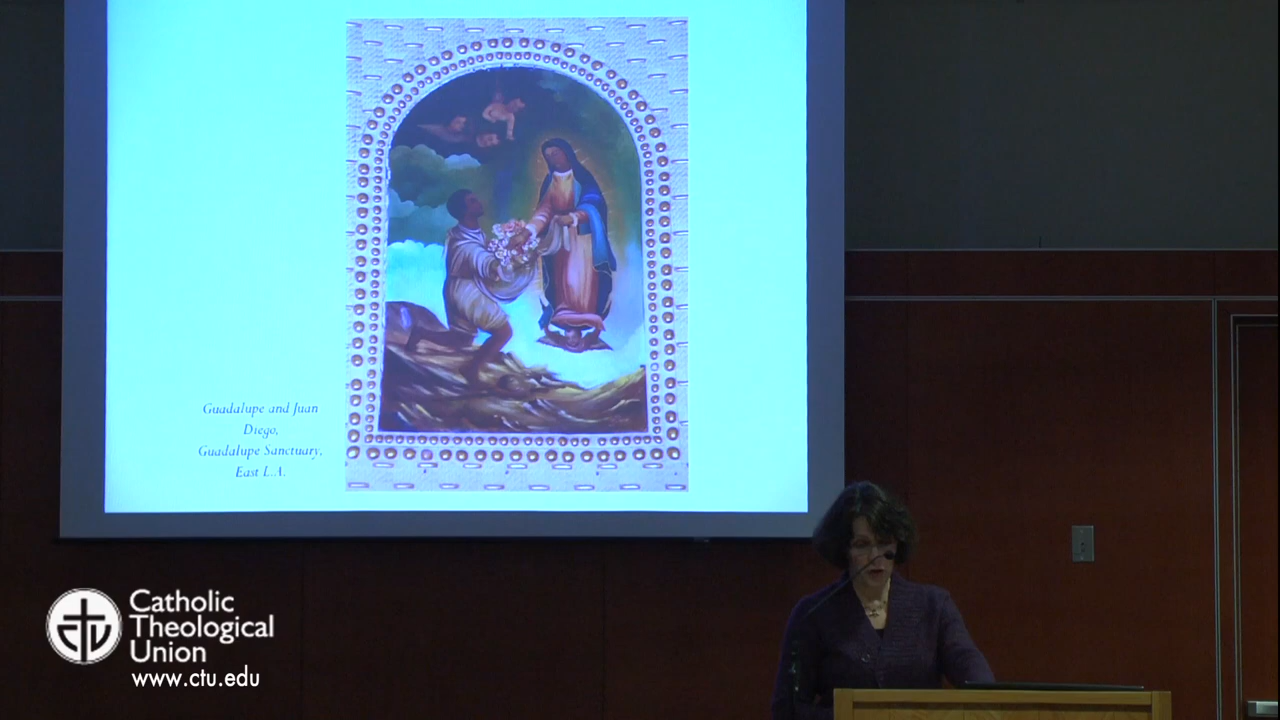 Guadalupe and Juan
Diego,
Guadalupe Sanctuary,
East L.A.
Catholic
Theological
Union
www.ctu.edu